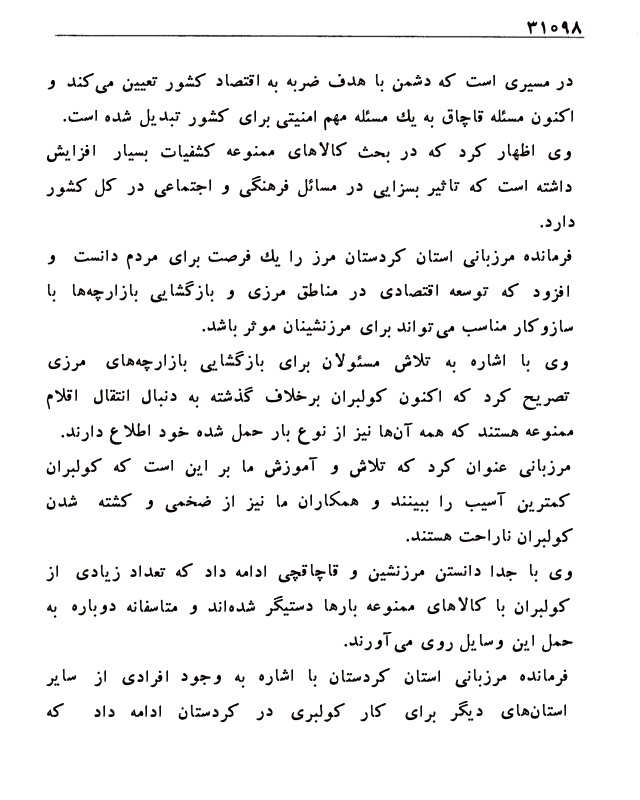 ۳۱۰۹۸
در مسیری است که دشمن با هدف ضربه به اقتصاد کشور تعیین می‌کند و
اکنون مسئله قاچاق به یك مسئله مهم امنیتی برای کشور تبدیل شده است.
وی اظهار کرد که در بحث کالاهای ممنوعه کشفیات بسیار افزایش
داشته است که تاثیر بسزایی در مسائل فرهنگی و اجتماعی در کل کشور
دارد.
فرمانده مرزبانی استان کردستان مرز را یك فرصت برای مردم دانست و
افزود که توسعه اقتصادی در مناطق مرزی و بازگشایی بازارچه‌ها با
سازوکار مناسب می‌تواند برای مرزنشینان موثر باشد.
وی با اشاره به تلاش مسئولان برای بازگشایی بازارچه‌های مرزی
تصریح کرد که اکنون کولبران برخلاف گذشته به دنبال انتقال اقلام
ممنوعه هستند که همه آن‌ها نیز از نوع بار حمل شده خود اطلاع دارند.
مرزبانی عنوان کرد که تلاش و آموزش ما بر این است که کولبران
کمترین آسیب را ببینند و همکاران ما نیز از ضخمی و کشته شدن
کولبران ناراحت هستند.
وی با جدا دانستن مرزنشین و قاچاقچی ادامه داد که تعداد زیادی از
کولبران با کالاهای ممنوعه بارها دستیگر شده‌اند و متاسفانه دوباره به
حمل این وسایل روی می‌آورند.
فرمانده مرزبانی استان کردستان با اشاره به وجود افرادی از سایر
استان‌های دیگر برای کار کولبری در کردستان ادامه داد که